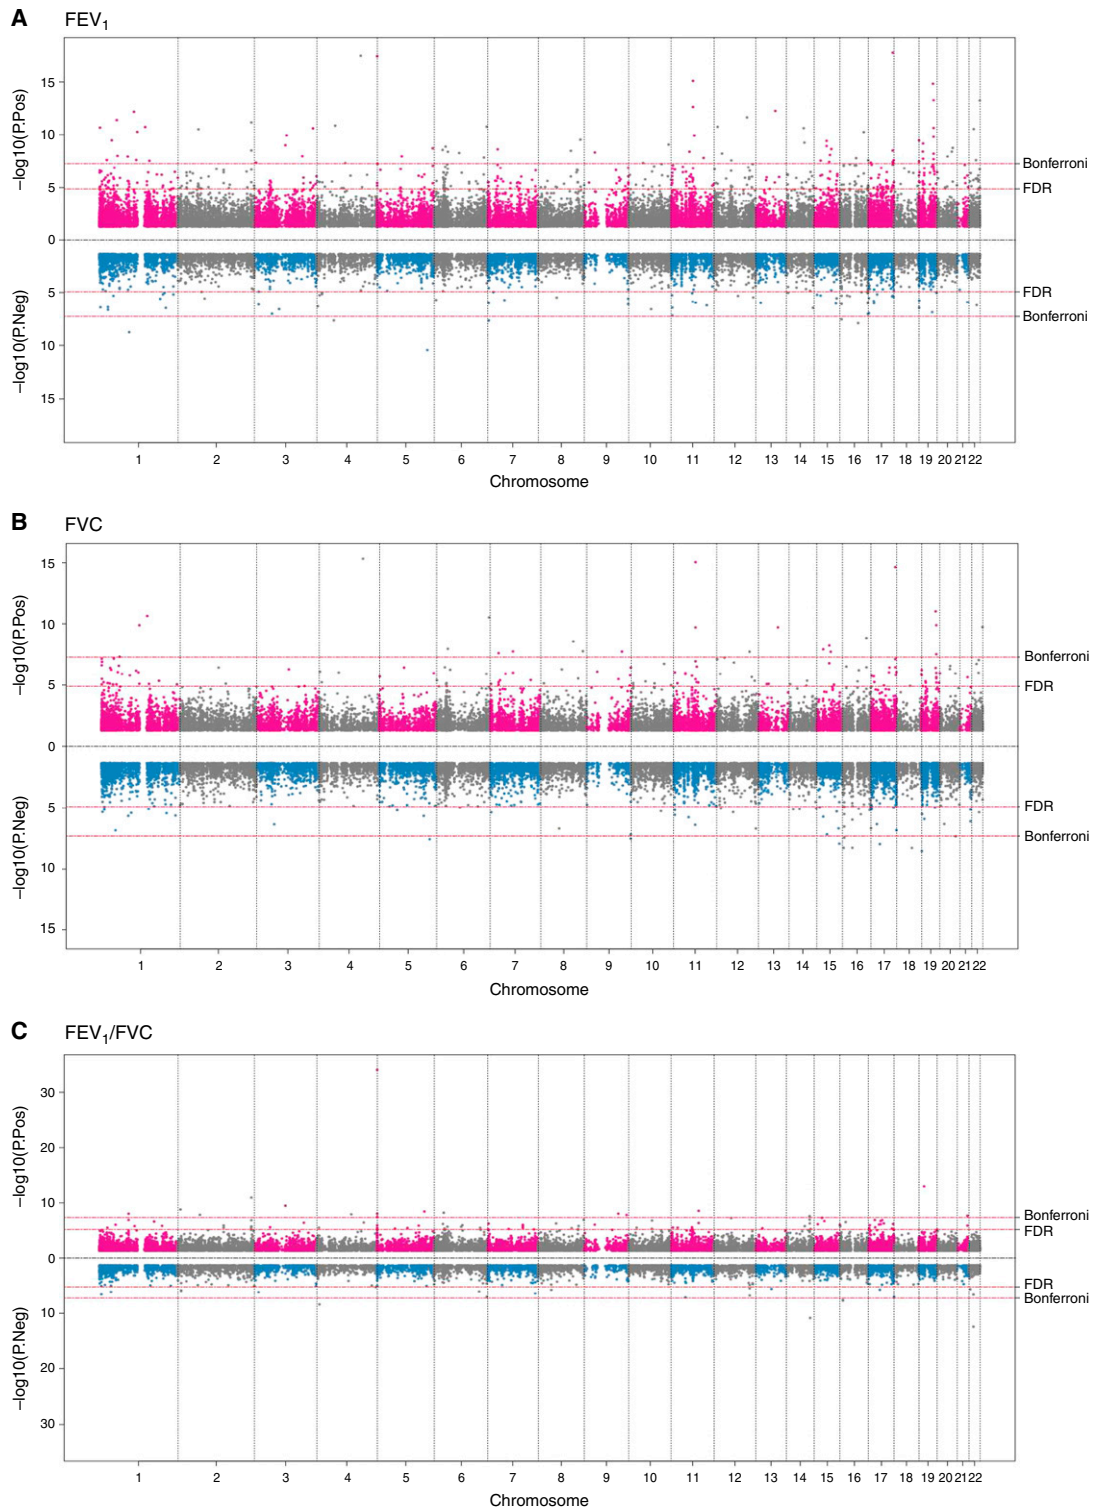 A FEV1
−log10(P.Pos)
15
10
5
0
5
10
15
−log10(P.Neg)
Bonferroni
FDR
FDR
Bonferroni
1 2 3 4 5 6 7 8 9 10 11 12 13 14 15 16 17 18 19 20 21 22
Chromosome
B FVC
−log10(P.Pos)
15
10
5
0
5
10
15
−log10(P.Neg)
Bonferroni
FDR
FDR
Bonferroni
1 2 3 4 5 6 7 8 9 10 11 12 13 14 15 16 17 18 19 20 21 22
Chromosome
C FEV1/FVC
−log10(P.Pos)
30
20
10
0
10
20
30
−log10(P.Neg)
Bonferroni
FDR
FDR
Bonferroni
1 2 3 4 5 6 7 8 9 10 11 12 13 14 15 16 17 18 19 20 21 22
Chromosome